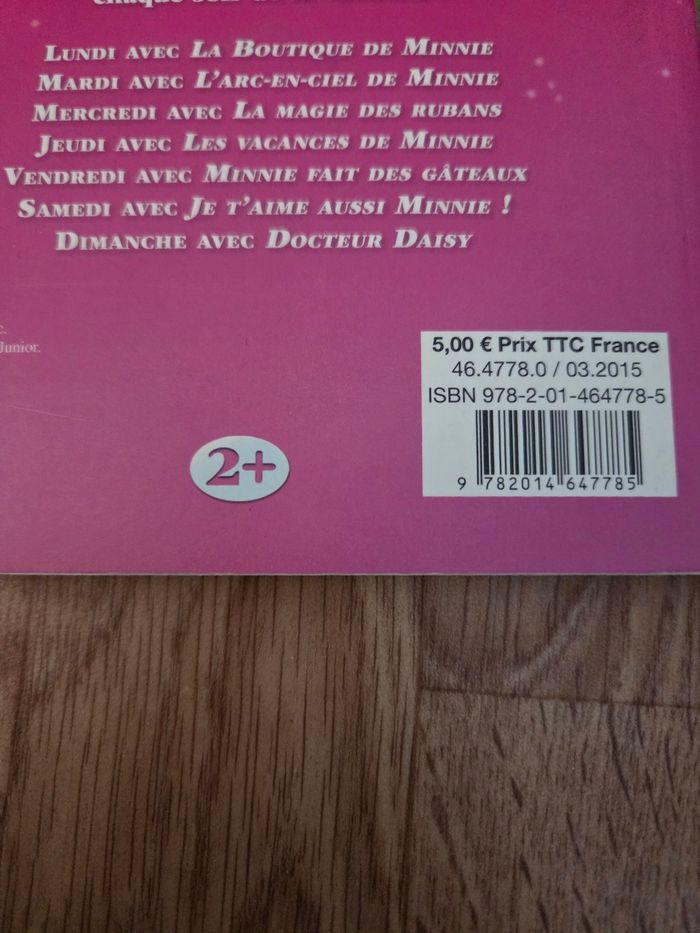 Lundi avec La Boutique de Minnie
Mardi avec L'arc-en-ciel de Minnie
Mercredi avec La magie des rubans
Jeudi avec Les vacances de Minnie
Vendredi avec Minnie fait des gâteaux
Samedi avec Je t'aime aussi Minnie !
Dimanche avec Docteur Daisy
Junior.
5,00 € Prix TTC France
46.4778.0 / 03.2015
ISBN 978-2-01-464778-5
9 782014 647785
2+